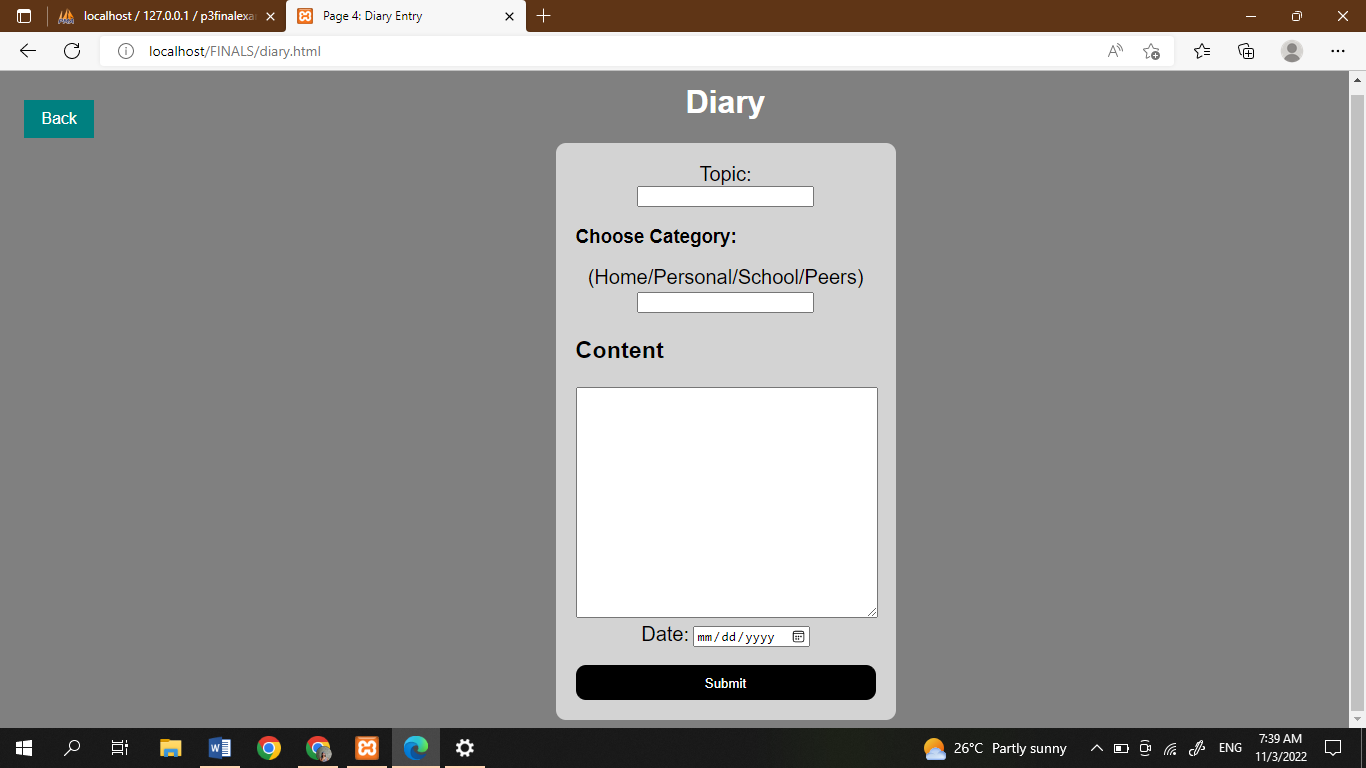 localhost / 127.0.0.1 / p3finalexa
Page 4: Diary Entry
localhost/FINALS/diary.html
Back
Diary
Topic:
Choose Category:
(Home/Personal/School/Peers)
Content
Date: mm/dd/yyyy
Submit
26°C Partly sunny
ENG
7:39 AM
11/3/2022